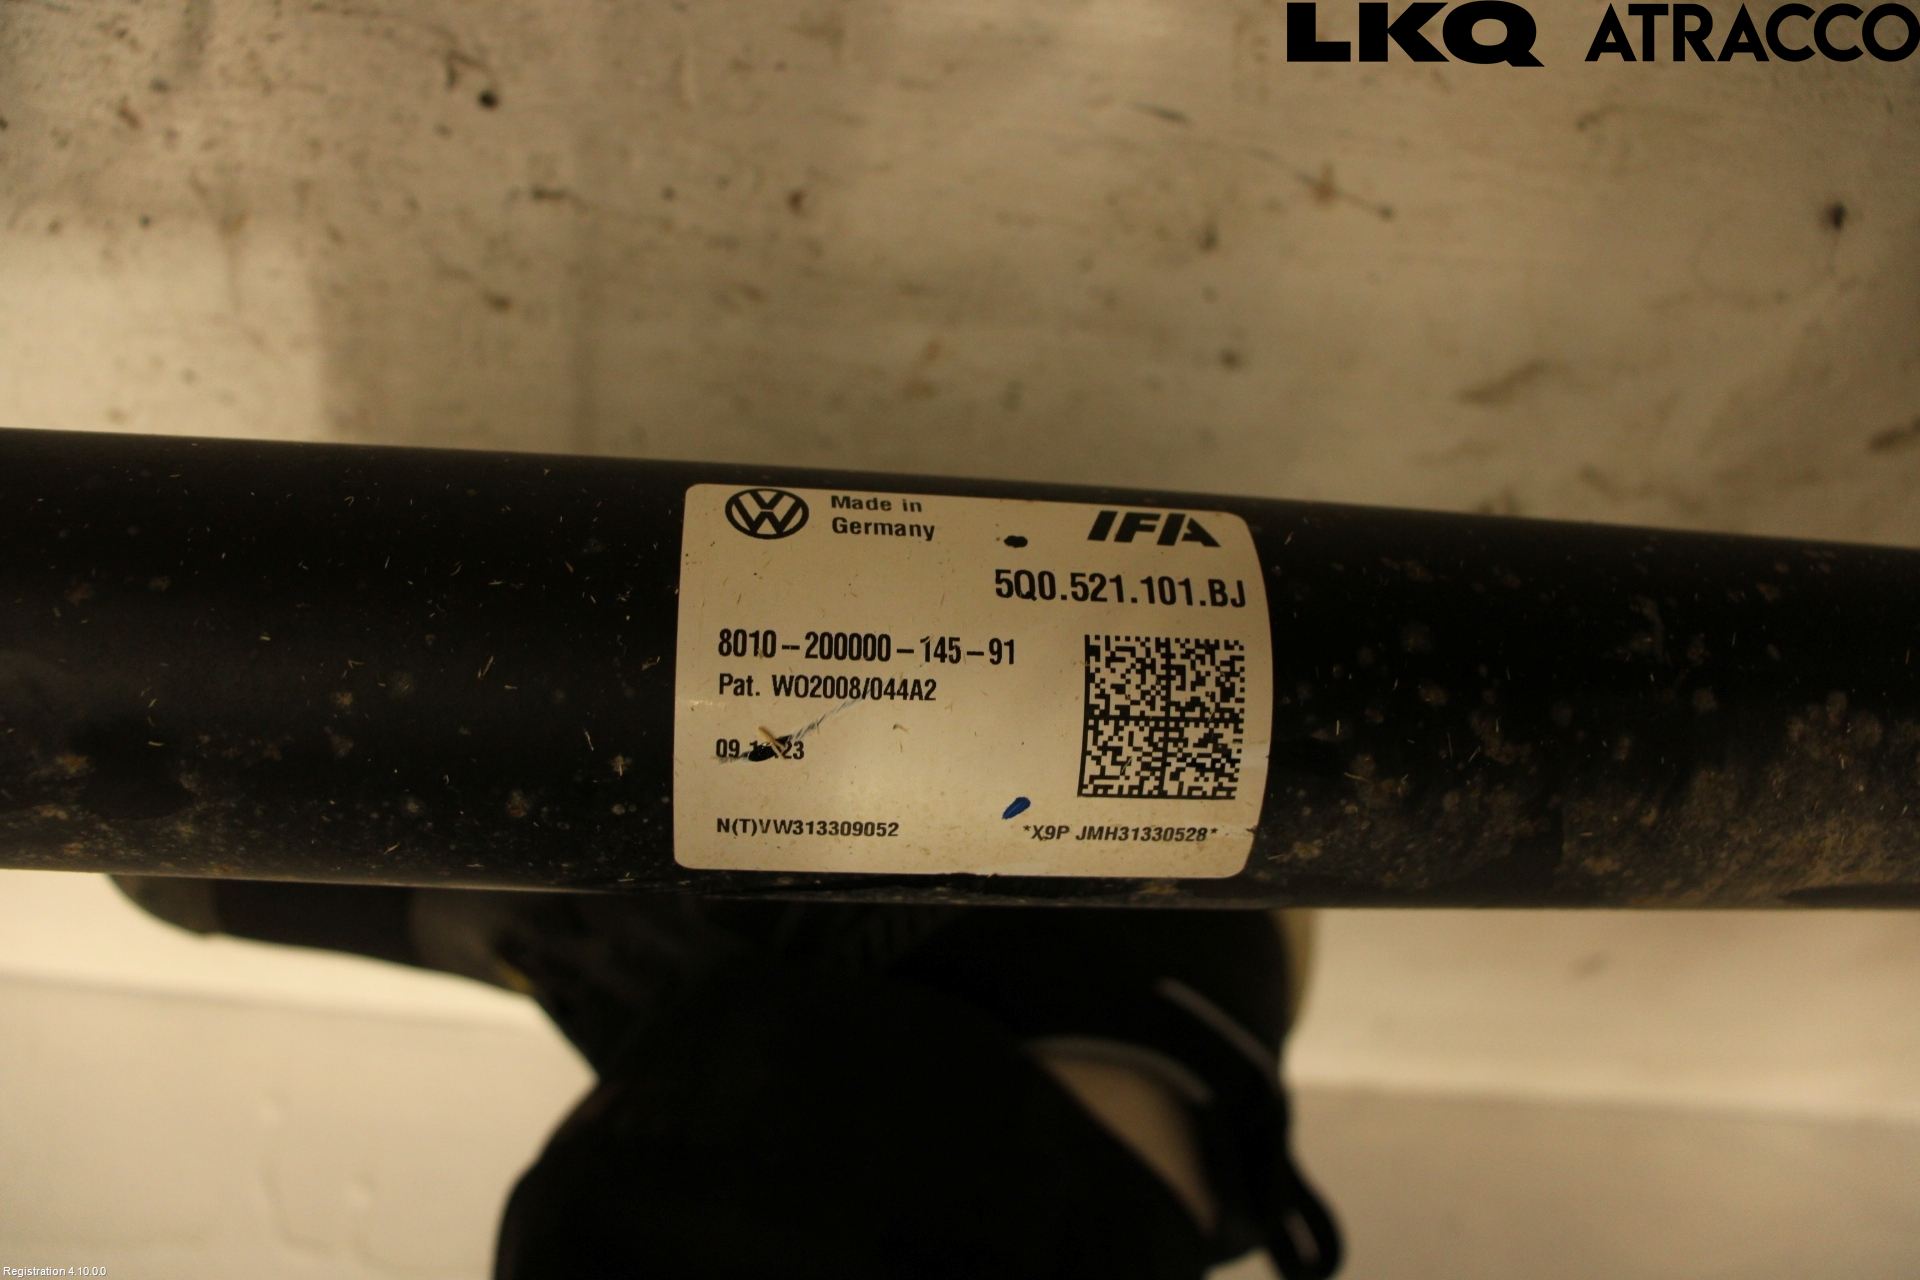 LKQ ATRACCO
Made in
Germany
IFA
5Q0.521.101.BJ
8010-200000-145-91
Pat. WO2008/044A2
N(T)VW313309052
*X9P JMH31330528*
Registration 4.10.0.0